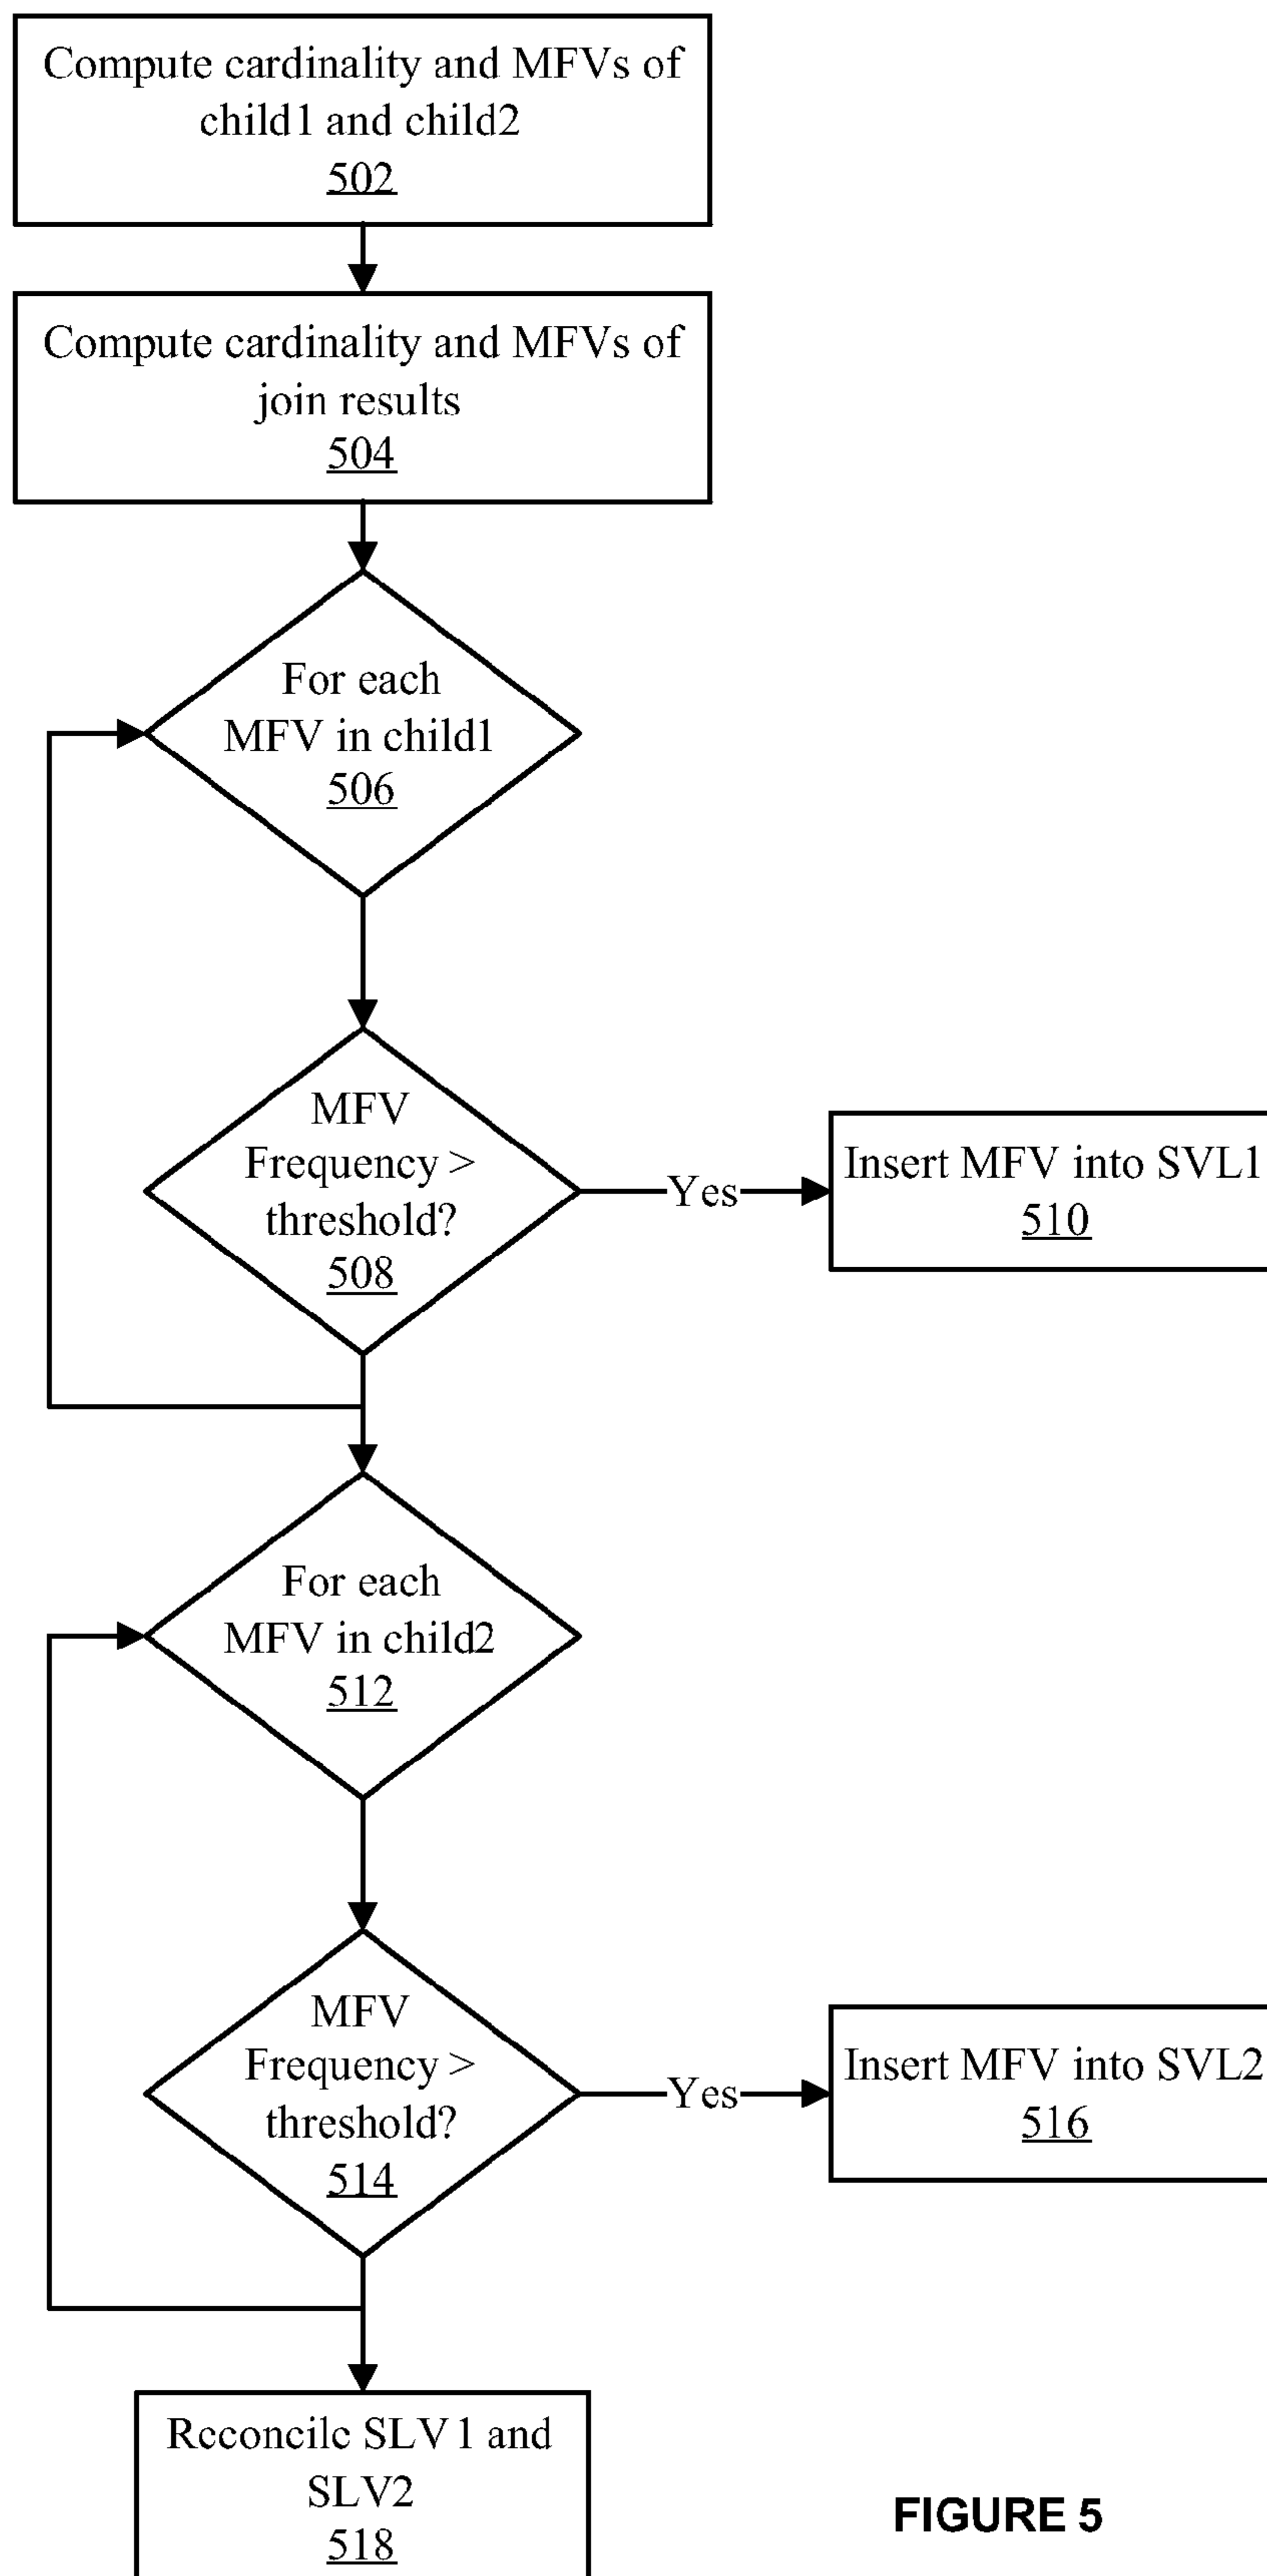 Compute cardinality and MFVs of
child1 and child2
502
Compute cardinality and MFVs of
join results
504
For each
MFV in child1
506
MFV
Frequency >
threshold?
508
Yes
Insert MFV into SVL1
510
For each
MFV in child2
512
MFV
Frequency >
threshold?
514
Yes
Insert MFV into SVL2
516
Reconcile SLV1 and
SLV2
518
FIGURE 5